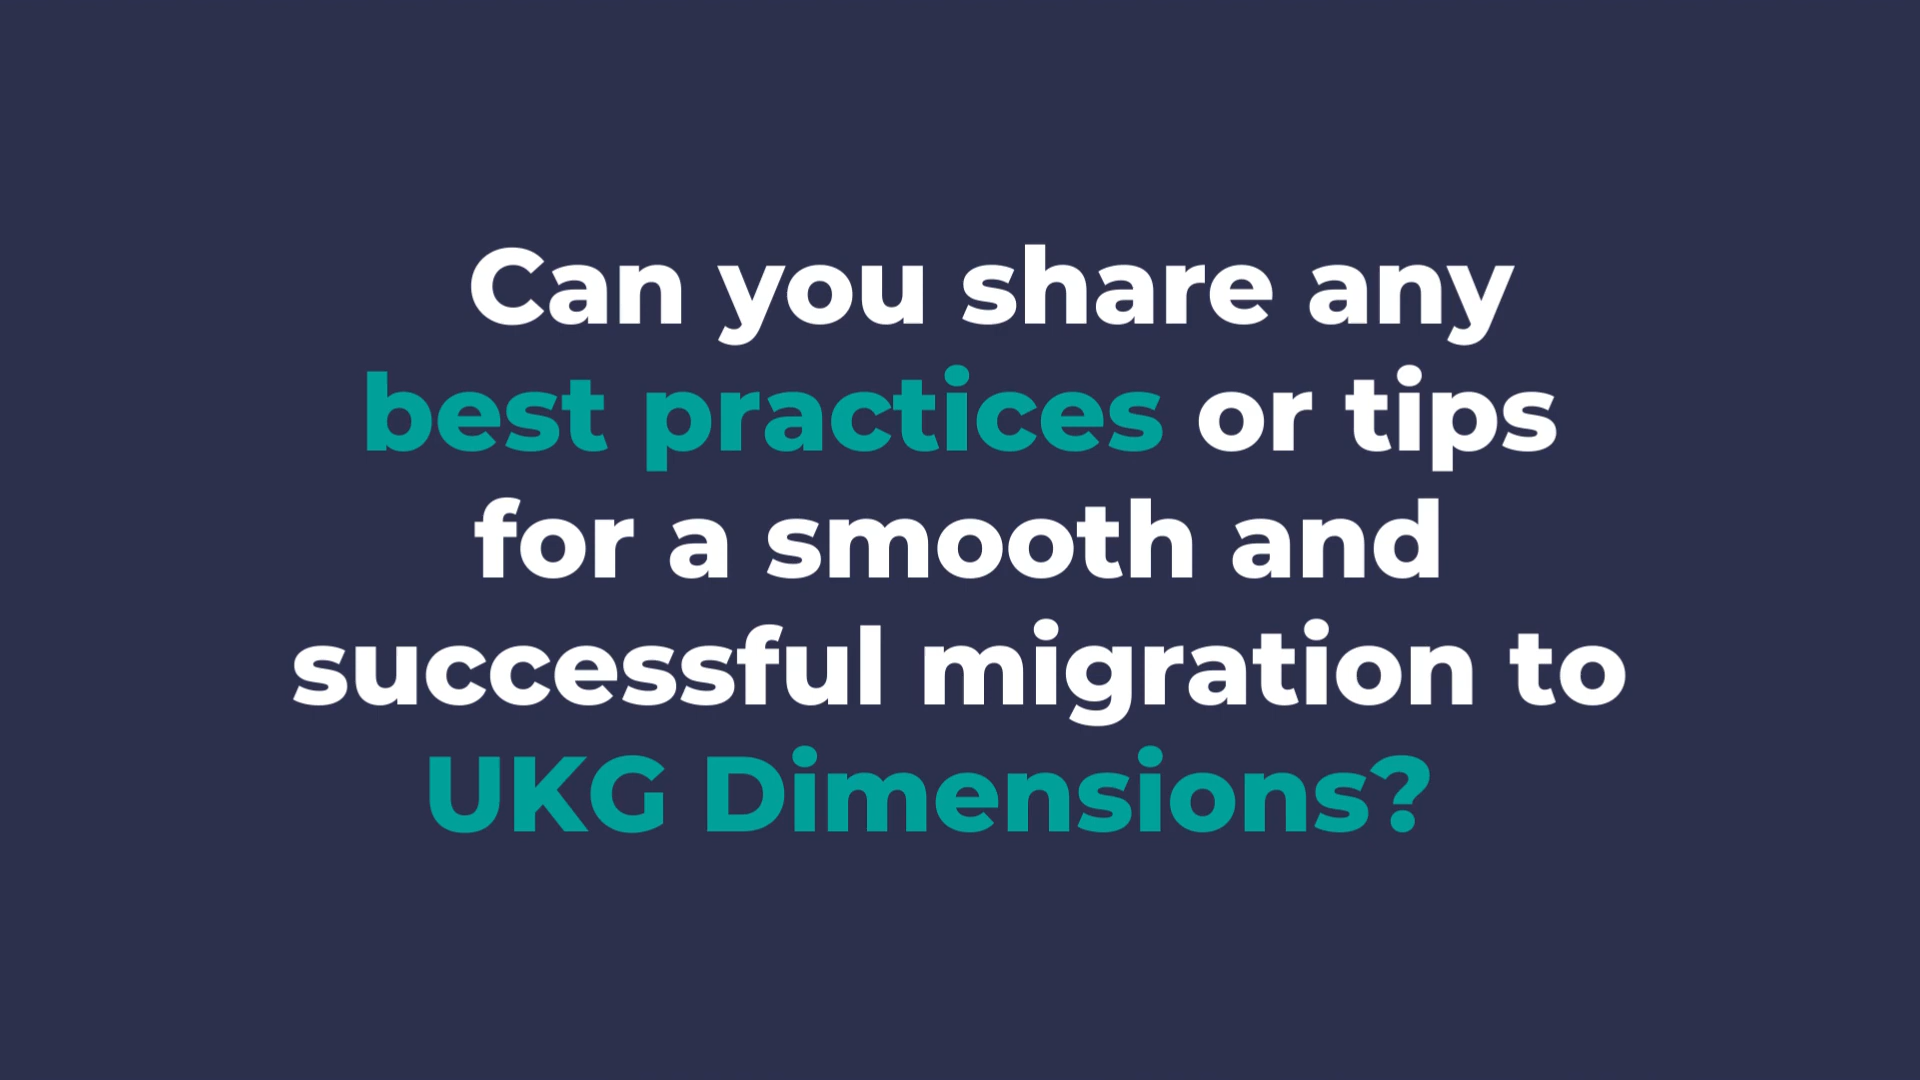 Can you share any
best practices or tips
for a smooth and
successful migration to
UKG Dimensions?